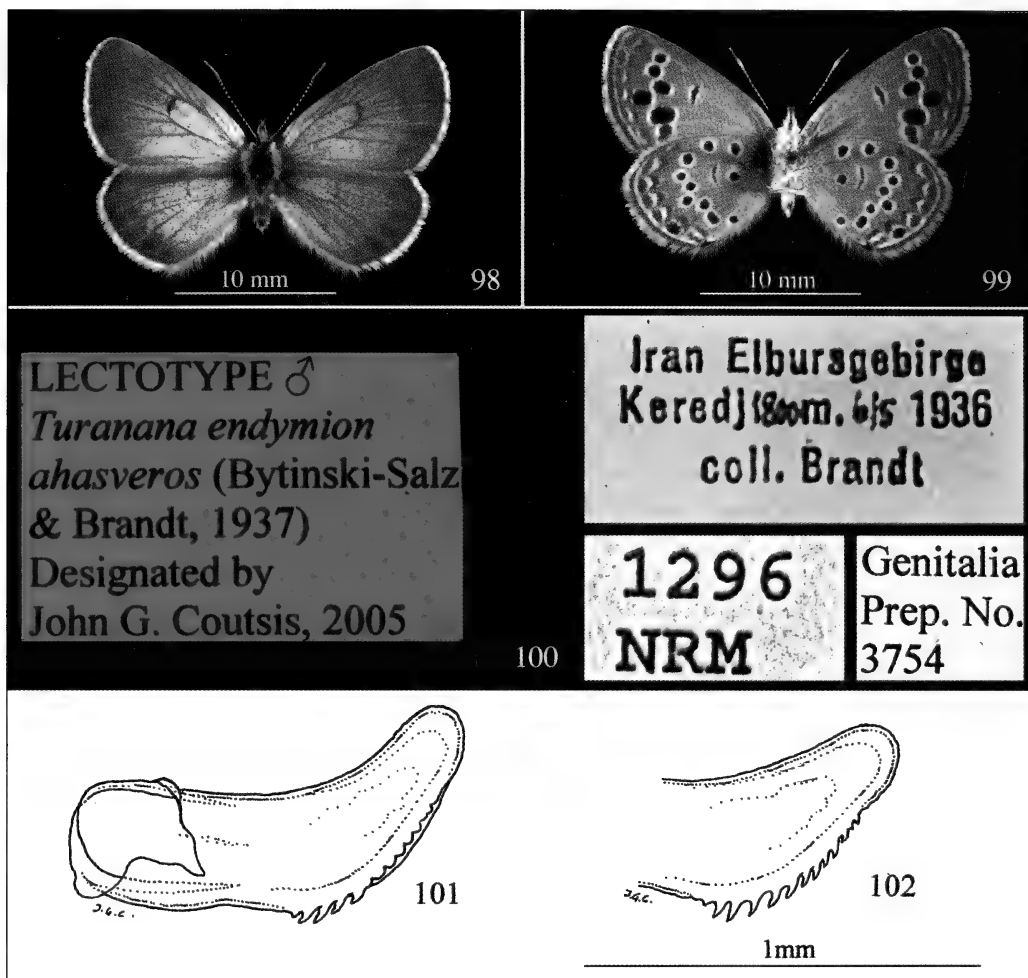 10 mm
98
10 mm
99
LECTOTYPE ♂
Turanana endymion
ahasveros (Bytinski-Salz
& Brandt, 1937)
Designated by
John G. Coutsis, 2005
100
Iran Elbursgebirge
Keredj 1936
coll. Brandt
1296
NRM
Genitalia
Prep. No.
3754
J.G.C.
101
J.G.C.
102
1mm